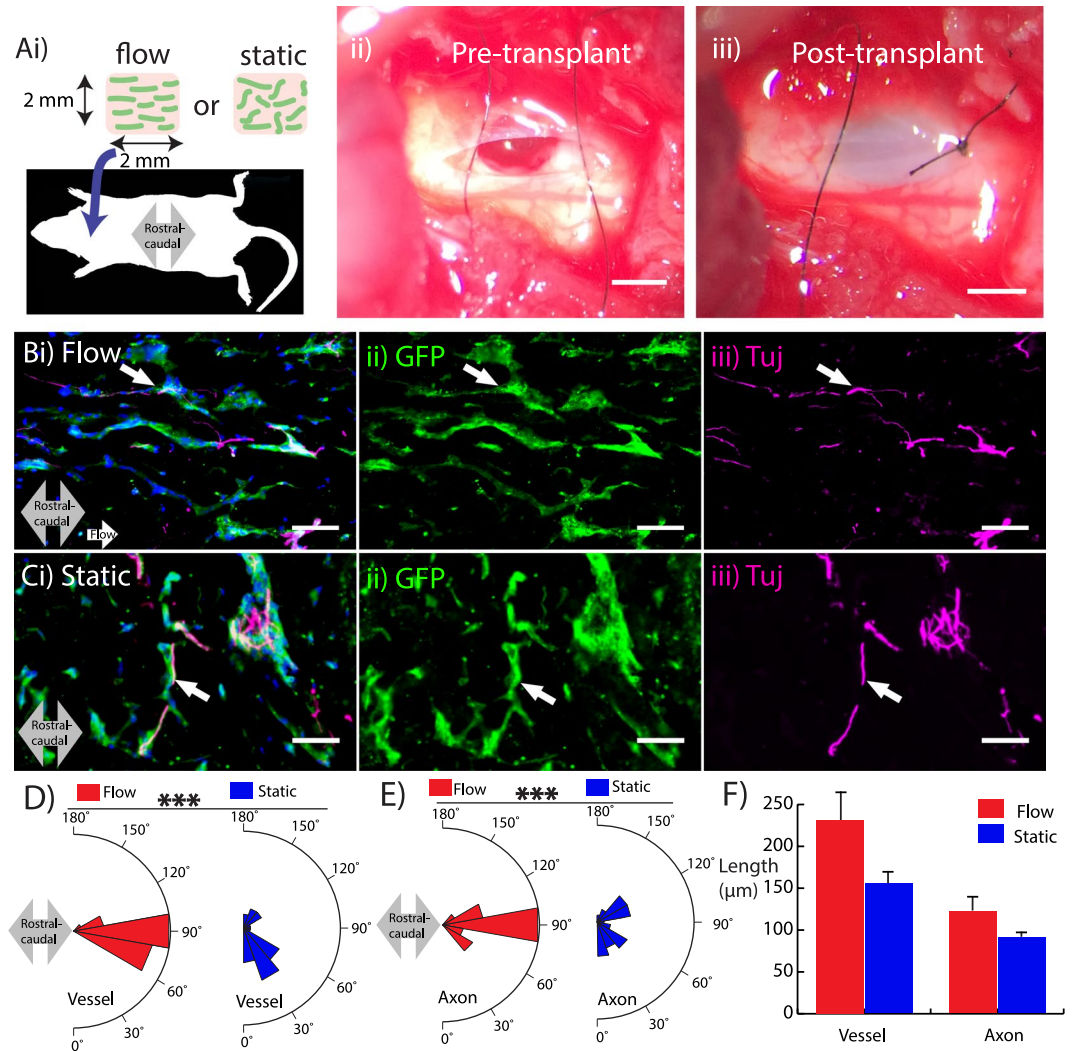 Ai)
flow
static
2 mm
or
2 mm
Rostral-
caudal
ii)
Pre-transplant
iii)
Post-transplant
Bi) Flow
ii) GFP
iii) Tuj
Rostral-
caudal
Flow
Ci) Static
ii) GFP
iii) Tuj
Rostral-
caudal
D)
Flow
***
Static
180°
150°
120°
90°
60°
30°
0°
Rostral-
caudal
Vessel
180°
150°
120°
90°
60°
30°
0°
Vessel
E)
Flow
***
Static
180°
150°
120°
90°
60°
30°
0°
Rostral-
caudal
Axon
180°
150°
120°
90°
60°
30°
0°
Axon
F)
Flow
Static
Length
(µm)
250
200
150
100
50
0
Vessel
Axon